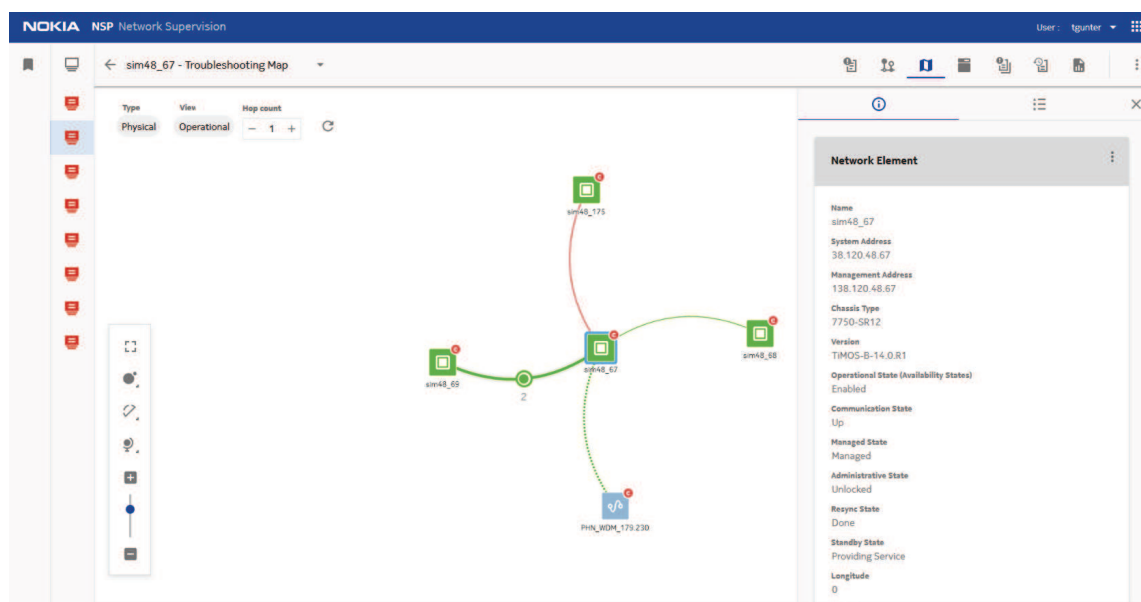 NOKIA NSP Network Supervision
User: tgunter
sim48_67 - Troubleshooting Map
Type
View
Hop count
Physical
Operational
− 1 +
Network Element
Name
sim48_67
System Address
38.120.48.67
Management Address
138.120.48.67
Chassis Type
7750-SR12
Version
TiMOS-B-14.0.R1
Operational State (Availability States)
Enabled
Communication State
Up
Managed State
Managed
Administrative State
Unlocked
Resync State
Done
Standby State
Providing Service
Longitude
0
C
sim48_175
C
sim48_68
C
sim48_67
C
sim48_69
2
C
PHN_WDM_179.230